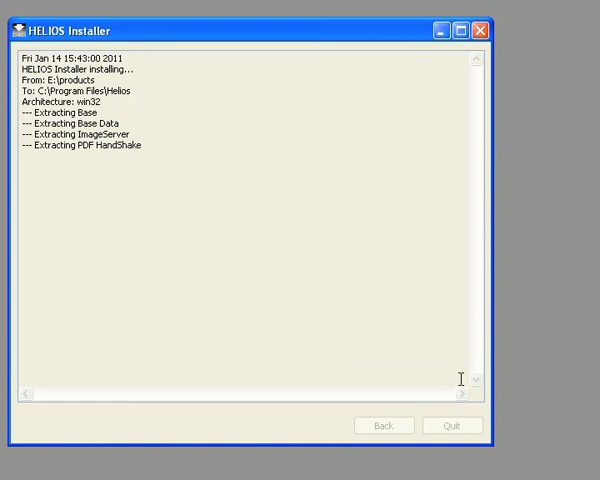 HELIOS Installer
Fri Jan 14 15:43:00 2011
HELIOS Installer installing...
From: E:\products
To: C:\Program Files\Helios
Architecture: win32
--- Extracting Base
--- Extracting Base Data
--- Extracting ImageServer
--- Extracting PDF HandShake
Back
Quit